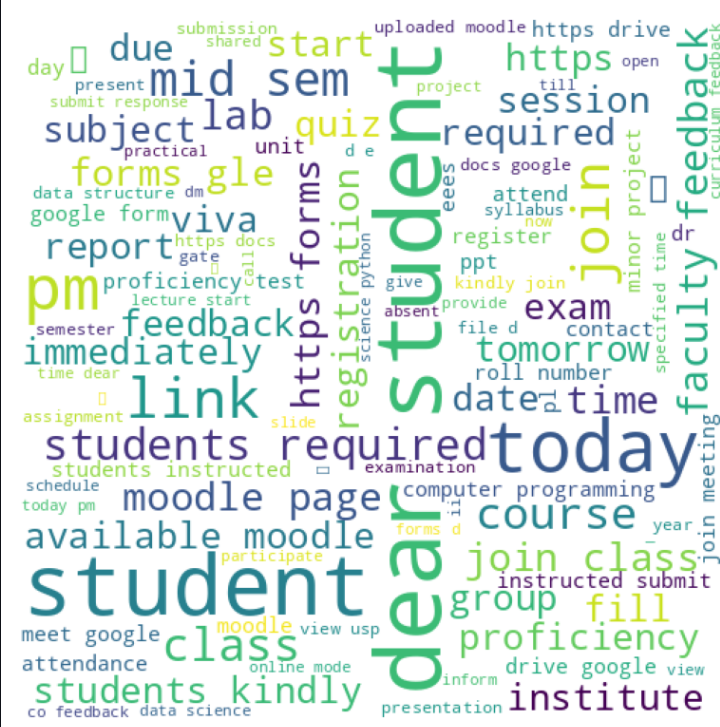 submission
shared
uploaded moodle
https drive
due
start
https
open
day
present
mid sem
project
till
session
submit response
subject
lab
quiz
required
practical
unit
d e
docs google
forms gle
data structure
dm
google form
viva
https forms
registration
dear student
eees
attend
syllabus
now
join
minor project
faculty feedback
curriculum feedback
dr
report
https docs
gate
call
register
ppt
pm
proficiency test
lecture start
science python
give
kindly join
provide
absent
exam
specified time
semester
feedback
file d
contact
immediately
tomorrow
time dear
roll number
link
date
pl
time
assignment
slide
students required
today
students instructed
examination
schedule
moodle page
computer programming
ii
join meeting
today pm
course
available moodle
forms d
_year
participate
join class
student
instructed submit
group
fill
meet google
moodle
view usp
class
proficiency
attendance
online mode
drive google
view
students kindly
inform
institute
co feedback
data science
presentation